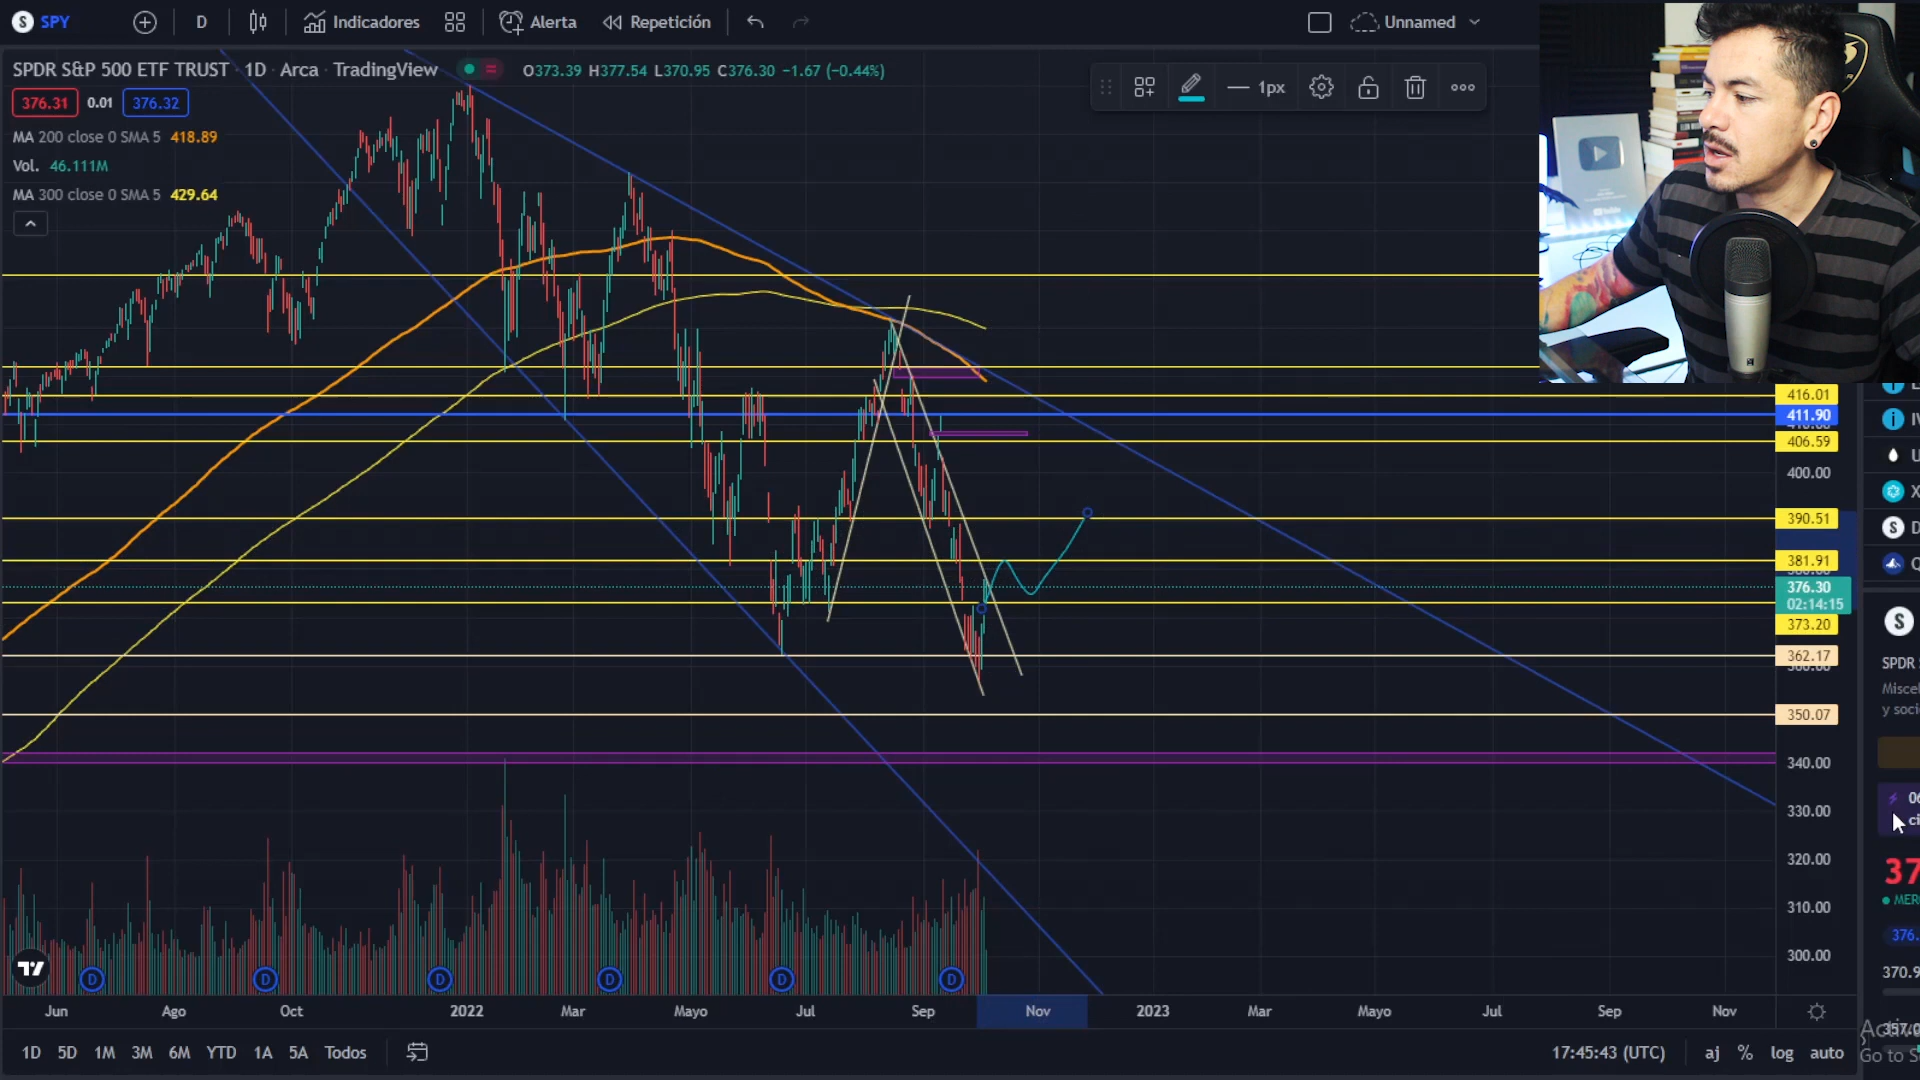 SPY
D
Indicadores
Alerta
Repetición
Unnamed
SPDR S&P 500 ETF TRUST · 1D · Arca · TradingView
O373.39 H377.54 L370.95 C376.30 −1.67 (−0.44%)
376.31 0.01 376.32
1px
MA 200 close 0 SMA 5 418.89
Vol. 46.111M
MA 300 close 0 SMA 5 429.64
416.01
411.90
406.59
400.00
390.51
381.91
376.30
02:14:15
373.20
362.17
350.07
340.00
330.00
320.00
310.00
300.00
SPDR
Miscel
y soci
06
ci
37
MER
376.
370.9
D D D D D D
Jun Ago Oct 2022 Mar Mayo Jul Sep Nov 2023 Mar Mayo Jul Sep Nov
1D 5D 1M 3M 6M YTD 1A 5A Todos
17:45:43 (UTC) aj % log auto
Go to S